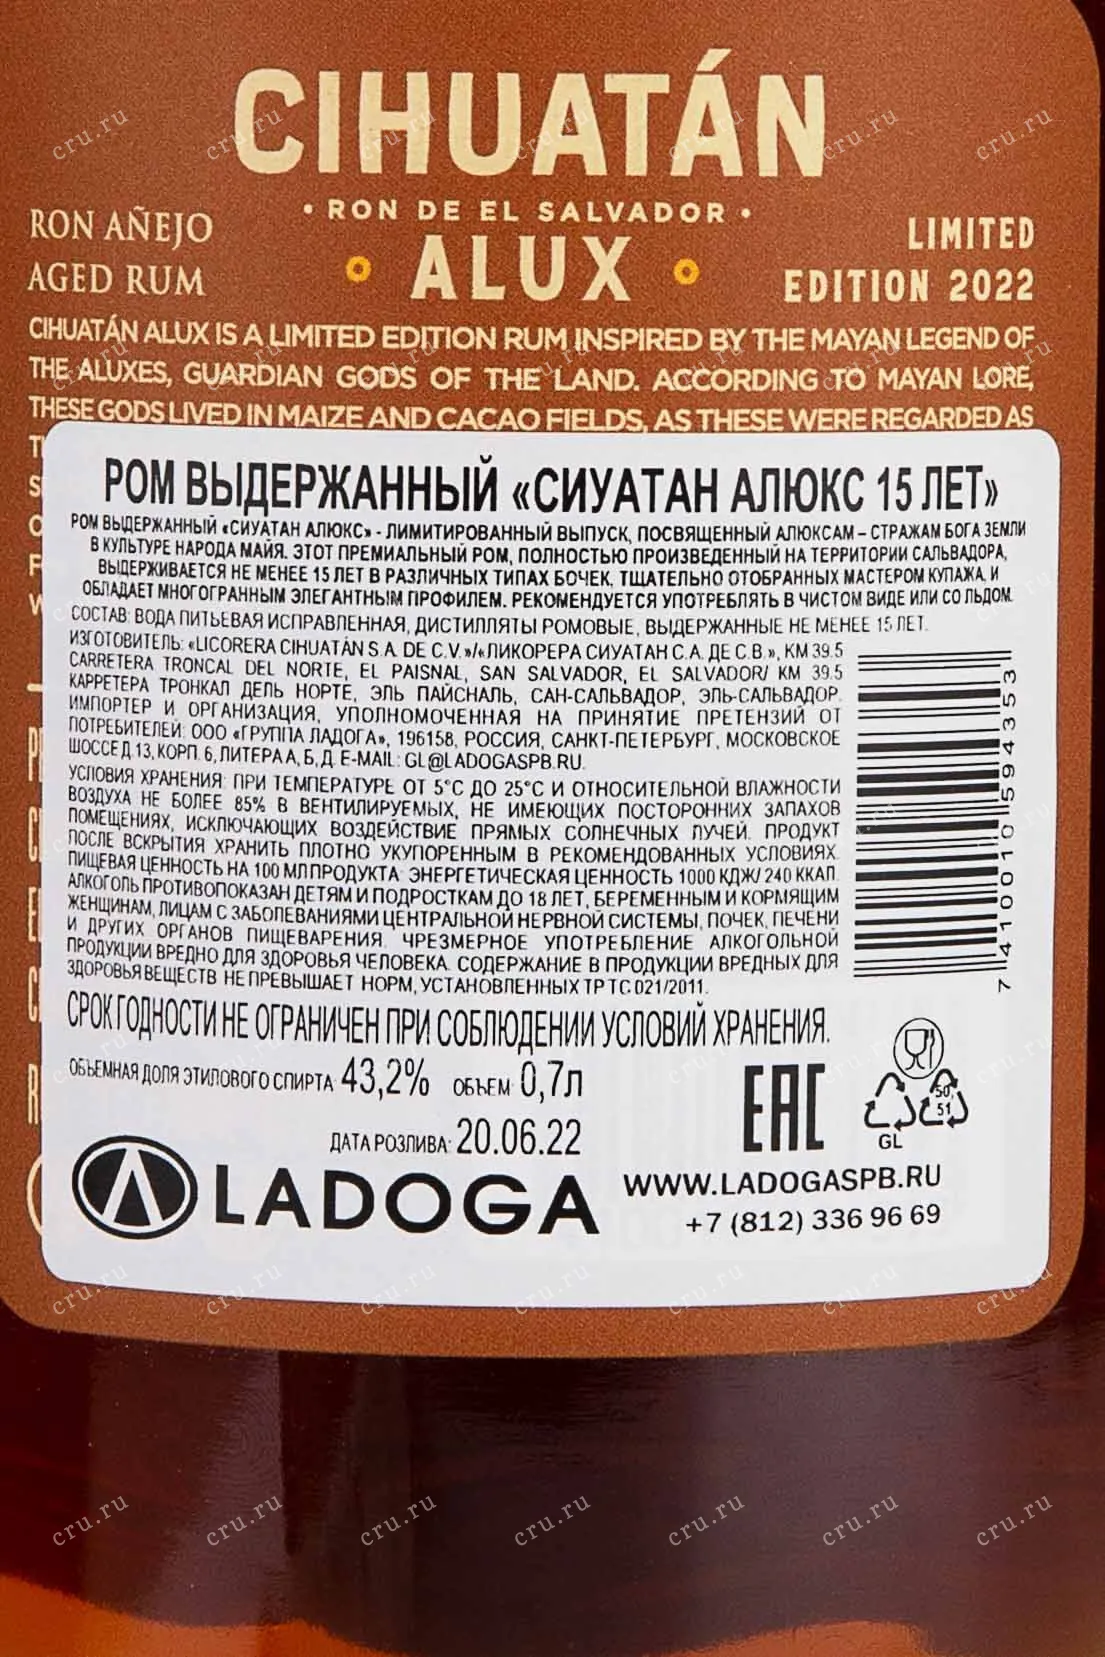 CIHUATÁN
• RON DE EL SALVADOR •
RON AÑEJO
AGED RUM
ALUX
LIMITED
EDITION 2022
CIHUATÁN ALUX IS A LIMITED EDITION RUM INSPIRED BY THE MAYAN LEGEND OF
THE ALUXES, GUARDIAN GODS OF THE LAND. ACCORDING TO MAYAN LORE,
THESE GODS LIVED IN MAIZE AND CACAO FIELDS, AS THESE WERE REGARDED AS
РОМ ВЫДЕРЖАННЫЙ «СИУАТАН АЛЮКС 15 ЛЕТ»
РОМ ВЫДЕРЖАННЫЙ «СИУАТАН АЛЮКС» - ЛИМИТИРОВАННЫЙ ВЫПУСК, ПОСВЯЩЕННЫЙ АЛЮКСАМ – СТРАЖАМ БОГА ЗЕМЛИ
В КУЛЬТУРЕ НАРОДА МАЙЯ. ЭТОТ ПРЕМИАЛЬНЫЙ РОМ, ПОЛНОСТЬЮ ПРОИЗВЕДЕННЫЙ НА ТЕРРИТОРИИ САЛЬВАДОРА,
ВЫДЕРЖИВАЕТСЯ НЕ МЕНЕЕ 15 ЛЕТ В РАЗЛИЧНЫХ ТИПАХ БОЧЕК, ТЩАТЕЛЬНО ОТОБРАННЫХ МАСТЕРОМ КУПАЖА, И
ОБЛАДАЕТ МНОГОГРАННЫМ ЭЛЕГАНТНЫМ ПРОФИЛЕМ. РЕКОМЕНДУЕТСЯ УПОТРЕБЛЯТЬ В ЧИСТОМ ВИДЕ ИЛИ СО ЛЬДОМ.
СОСТАВ: ВОДА ПИТЬЕВАЯ ИСПРАВЛЕННАЯ, ДИСТИЛЛЯТЫ РОМОВЫЕ, ВЫДЕРЖАННЫЕ НЕ МЕНЕЕ 15 ЛЕТ.
ИЗГОТОВИТЕЛЬ: «LICORERA CIHUATÁN S.A. DE C.V.»/«ЛИКОРЕРА СИУАТАН С.А. ДЕ С.В.», KM 39.5
CARRETERA TRONCAL DEL NORTE, EL PAISNAL, SAN SALVADOR, EL SALVADOR/ КМ 39.5
КАРРЕТЕРА ТРОНКАЛ ДЕЛЬ НОРТЕ, ЭЛЬ ПАЙСНАЛЬ, САН-САЛЬВАДОР, ЭЛЬ-САЛЬВАДОР.
ИМПОРТЕР И ОРГАНИЗАЦИЯ, УПОЛНОМОЧЕННАЯ НА ПРИНЯТИЕ ПРЕТЕНЗИЙ ОТ
ПОТРЕБИТЕЛЕЙ: ООО «ГРУППА ЛАДОГА», 196158, РОССИЯ, САНКТ-ПЕТЕРБУРГ, МОСКОВСКОЕ
ШОССЕ Д.13, КОРП. 6, ЛИТЕРА А, Б, Д. E-MAIL: GL@LADOGASPB.RU.
УСЛОВИЯ ХРАНЕНИЯ: ПРИ ТЕМПЕРАТУРЕ ОТ 5°С ДО 25°С И ОТНОСИТЕЛЬНОЙ ВЛАЖНОСТИ
ВОЗДУХА НЕ БОЛЕЕ 85% В ВЕНТИЛИРУЕМЫХ, НЕ ИМЕЮЩИХ ПОСТОРОННИХ ЗАПАХОВ
ПОМЕЩЕНИЯХ, ИСКЛЮЧАЮЩИХ ВОЗДЕЙСТВИЕ ПРЯМЫХ СОЛНЕЧНЫХ ЛУЧЕЙ. ПРОДУКТ
ПОСЛЕ ВСКРЫТИЯ ХРАНИТЬ ПЛОТНО УКУПОРЕННЫМ В РЕКОМЕНДОВАННЫХ УСЛОВИЯХ.
ПИЩЕВАЯ ЦЕННОСТЬ НА 100 МЛ ПРОДУКТА: ЭНЕРГЕТИЧЕСКАЯ ЦЕННОСТЬ 1000 КДЖ/ 240 ККАЛ.
АЛКОГОЛЬ ПРОТИВОПОКАЗАН ДЕТЯМ И ПОДРОСТКАМ ДО 18 ЛЕТ, БЕРЕМЕННЫМ И КОРМЯЩИМ
ЖЕНЩИНАМ, ЛИЦАМ С ЗАБОЛЕВАНИЯМИ ЦЕНТРАЛЬНОЙ НЕРВНОЙ СИСТЕМЫ, ПОЧЕК, ПЕЧЕНИ
И ДРУГИХ ОРГАНОВ ПИЩЕВАРЕНИЯ. ЧРЕЗМЕРНОЕ УПОТРЕБЛЕНИЕ АЛКОГОЛЬНОЙ
ПРОДУКЦИИ ВРЕДНО ДЛЯ ЗДОРОВЬЯ ЧЕЛОВЕКА. СОДЕРЖАНИЕ В ПРОДУКЦИИ ВРЕДНЫХ ДЛЯ
ЗДОРОВЬЯ ВЕЩЕСТВ НЕ ПРЕВЫШАЕТ НОРМ, УСТАНОВЛЕННЫХ ТР ТС 021/2011.
7 410010 594353
СРОК ГОДНОСТИ НЕ ОГРАНИЧЕН ПРИ СОБЛЮДЕНИИ УСЛОВИЙ ХРАНЕНИЯ.
ОБЪЕМНАЯ ДОЛЯ ЭТИЛОВОГО СПИРТА: 43,2% ОБЪЕМ: 0,7Л
ДАТА РОЗЛИВА: 20.06.22
EAC
GL
50,
51
LADOGA
WWW.LADOGASPB.RU
+7 (812) 336 96 69
cru.ru